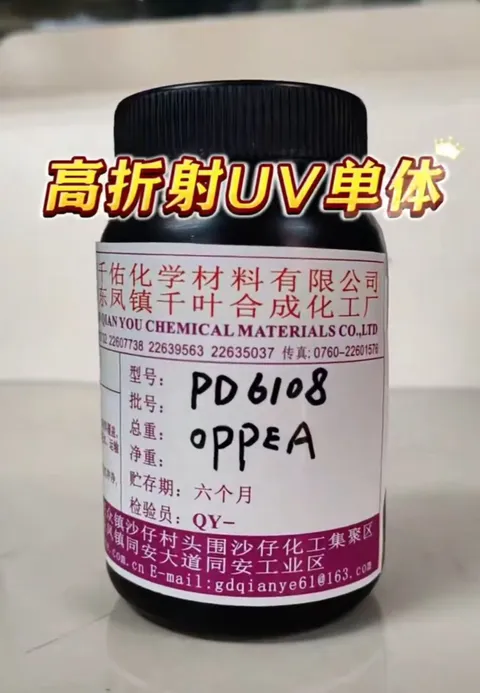 高折射UV单体
千佑化学材料有限公司
东凤镇千叶合成化工厂
QIAN YOU CHEMICAL MATERIALS CO.,LTD
22607738 22639563 22635037 传真:0760-22601576
型号: PD6108
批号:
总重: OPPEA
净重:
贮存期: 六个月
检验员: QY-
众镇沙仔村头围沙仔化工集聚区
凤镇同安大道同安工业区
.com.cn E-mail:gdqianye61@163.com